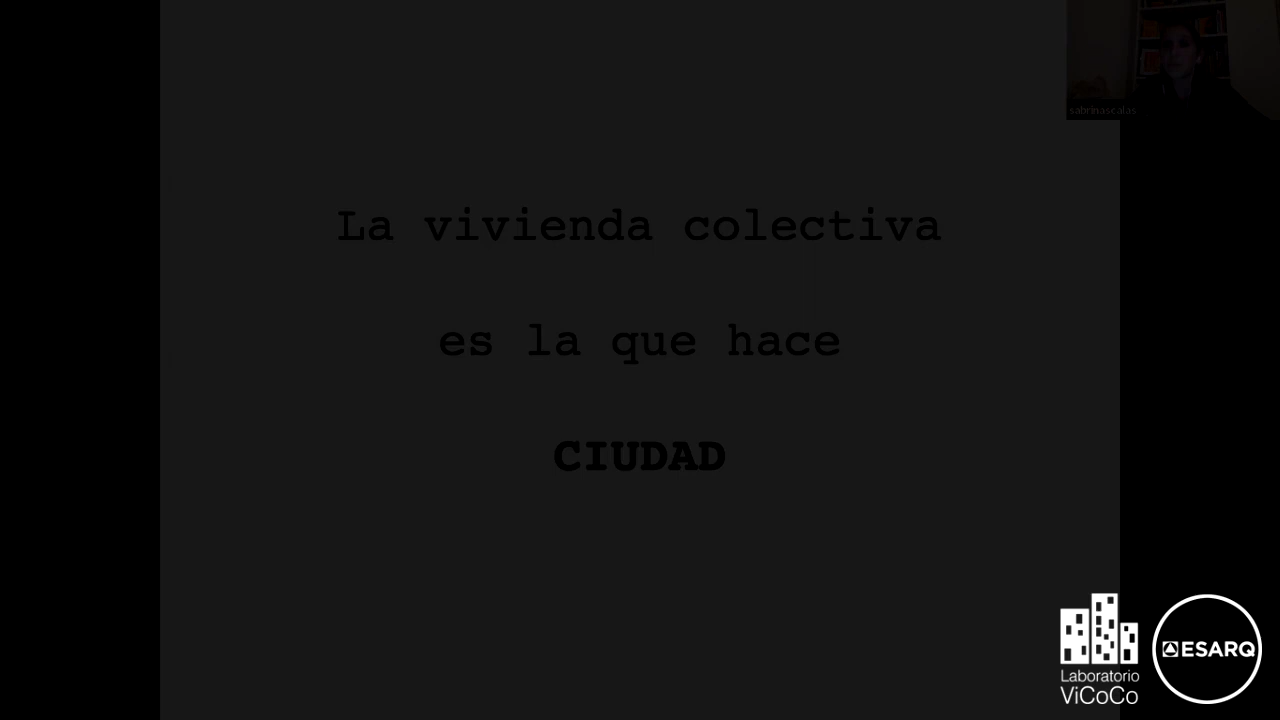 sabrinascalas
La vivienda colectiva
es la que hace
CIUDAD
Laboratorio
ViCoCo
ESARQ